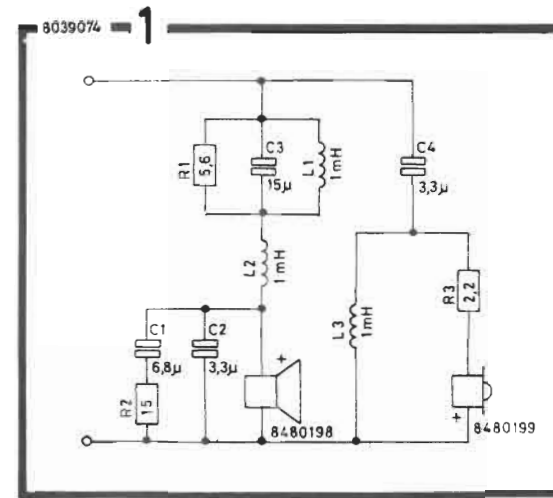 8039074 1
R1
5,6
C3
15µ
L1
1mH
C4
3,3µ
L2
1mH
L3
1mH
R3
2,2
C1
6,8µ
C2
3,3µ
R2
15
+
8480198
+
8480199